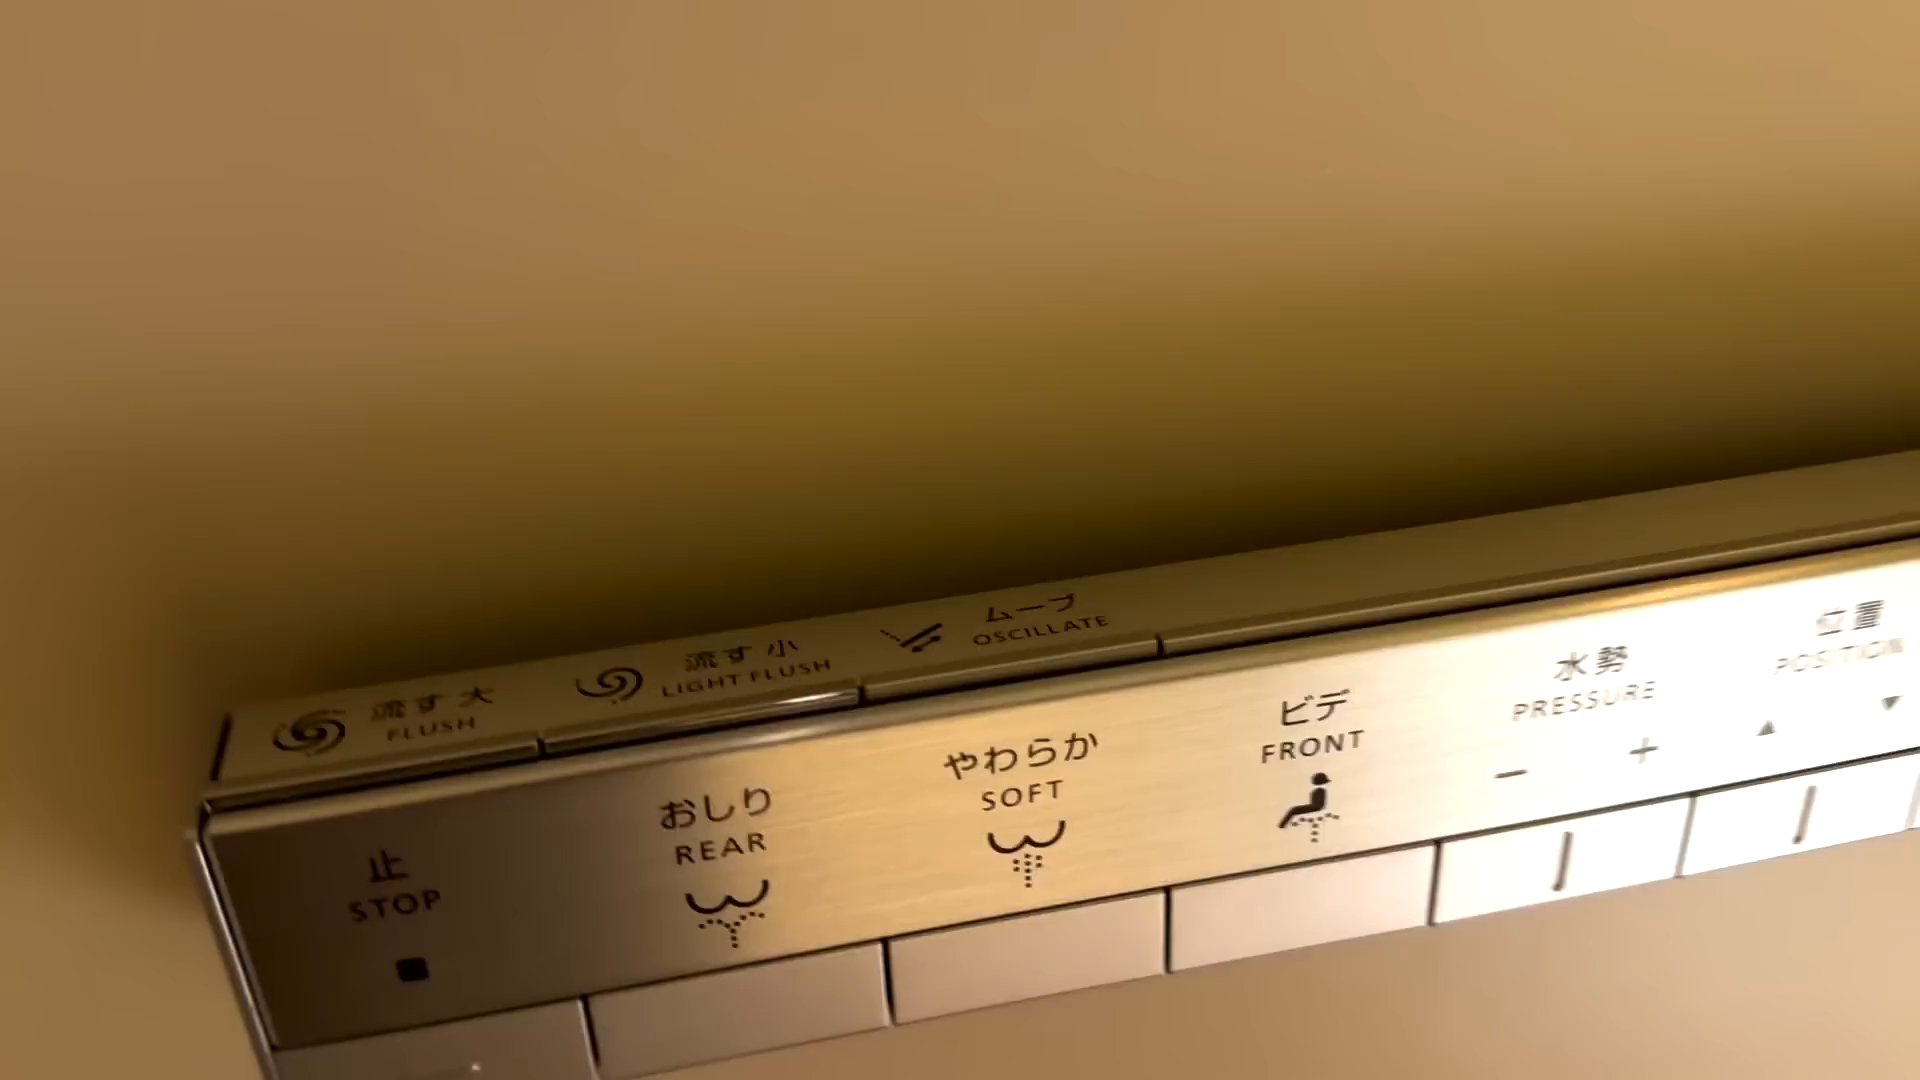 流す 大
FLUSH
流す 小
LIGHT FLUSH
ムーブ
OSCILLATE
止
STOP
おしり
REAR
やわらか
SOFT
ビデ
FRONT
水勢
PRESSURE
− +
位置
POSITION
▲ ▼